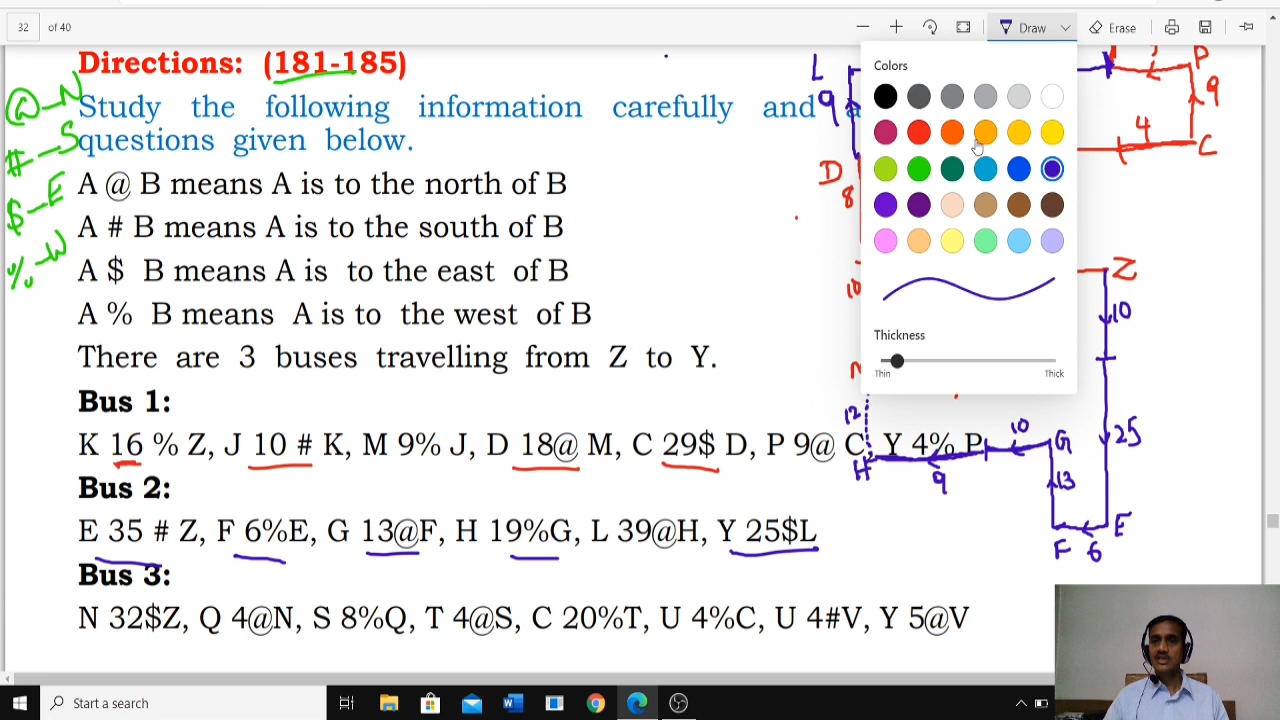 32 of 40
Draw
Erase
Directions: (181-185)
Study the following information carefully and a
questions given below.
A @ B means A is to the north of B
A # B means A is to the south of B
A $ B means A is to the east of B
A % B means A is to the west of B
There are 3 buses travelling from Z to Y.
Bus 1:
K 16 % Z, J 10 # K, M 9% J, D 18@ M, C 29$ D, P 9@ C, Y 4% P
Bus 2:
E 35 # Z, F 6%E, G 13@F, H 19%G, L 39@H, Y 25$L
Bus 3:
N 32$Z, Q 4@N, S 8%Q, T 4@S, C 20%T, U 4%C, U 4#V, Y 5@V
@-N
#-S
$-E
%-W
Colors
Thickness
Thin
Thick
L
9
D
8
10
12
H
9
10
G
13
F
6
E
25
10
Z
P
9
4
C
Start a search